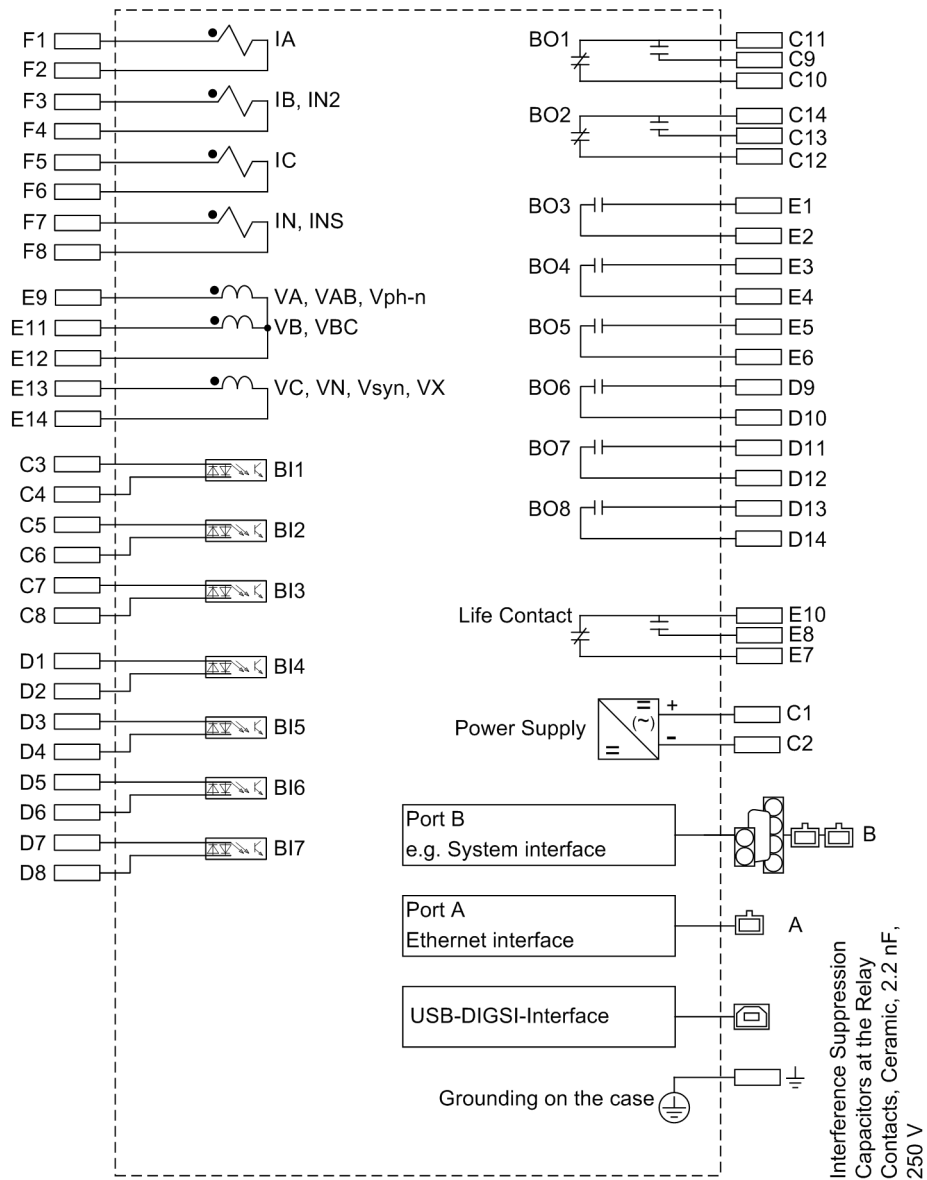 F1
IA
F2
F3
IB, IN2
F4
F5
IC
F6
F7
IN, INS
F8
E9
VA, VAB, Vph-n
E11
VB, VBC
E12
E13
VC, VN, Vsyn, VX
E14
C3
BI1
C4
C5
BI2
C6
C7
BI3
C8
D1
BI4
D2
D3
BI5
D4
D5
BI6
D6
D7
BI7
D8
BO1
C11
C9
C10
BO2
C14
C13
C12
BO3
E1
E2
BO4
E3
E4
BO5
E5
E6
BO6
D9
D10
BO7
D11
D12
BO8
D13
D14
Life Contact
E10
E8
E7
Power Supply
=
(~)
=
+
-
C1
C2
Port B
e.g. System interface
B
Port A
Ethernet interface
A
USB-DIGSI-Interface
Grounding on the case
Interference Suppression
Capacitors at the Relay
Contacts, Ceramic, 2.2 nF,
250 V